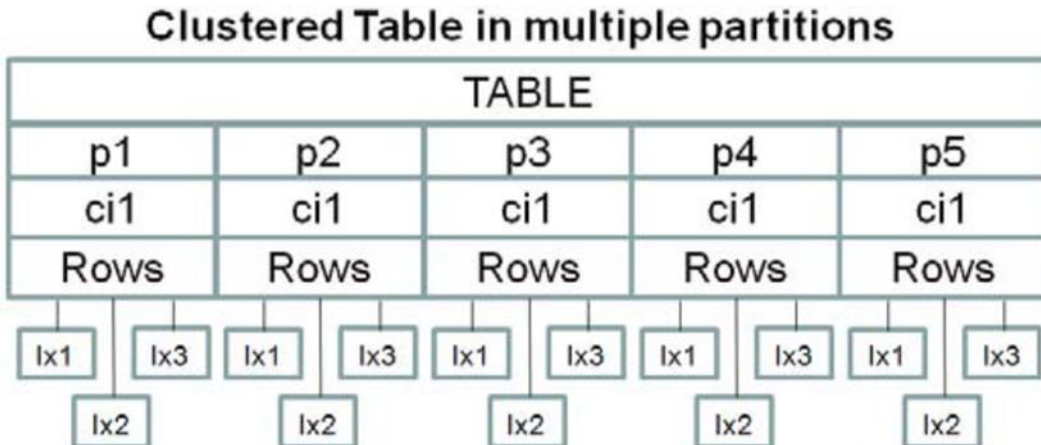 Clustered Table in multiple partitions
TABLE
p1 p2 p3 p4 p5
ci1 ci1 ci1 ci1 ci1
Rows Rows Rows Rows Rows
Ix1 Ix3 Ix1 Ix3 Ix1 Ix3 Ix1 Ix3 Ix1 Ix3
Ix2 Ix2 Ix2 Ix2 Ix2